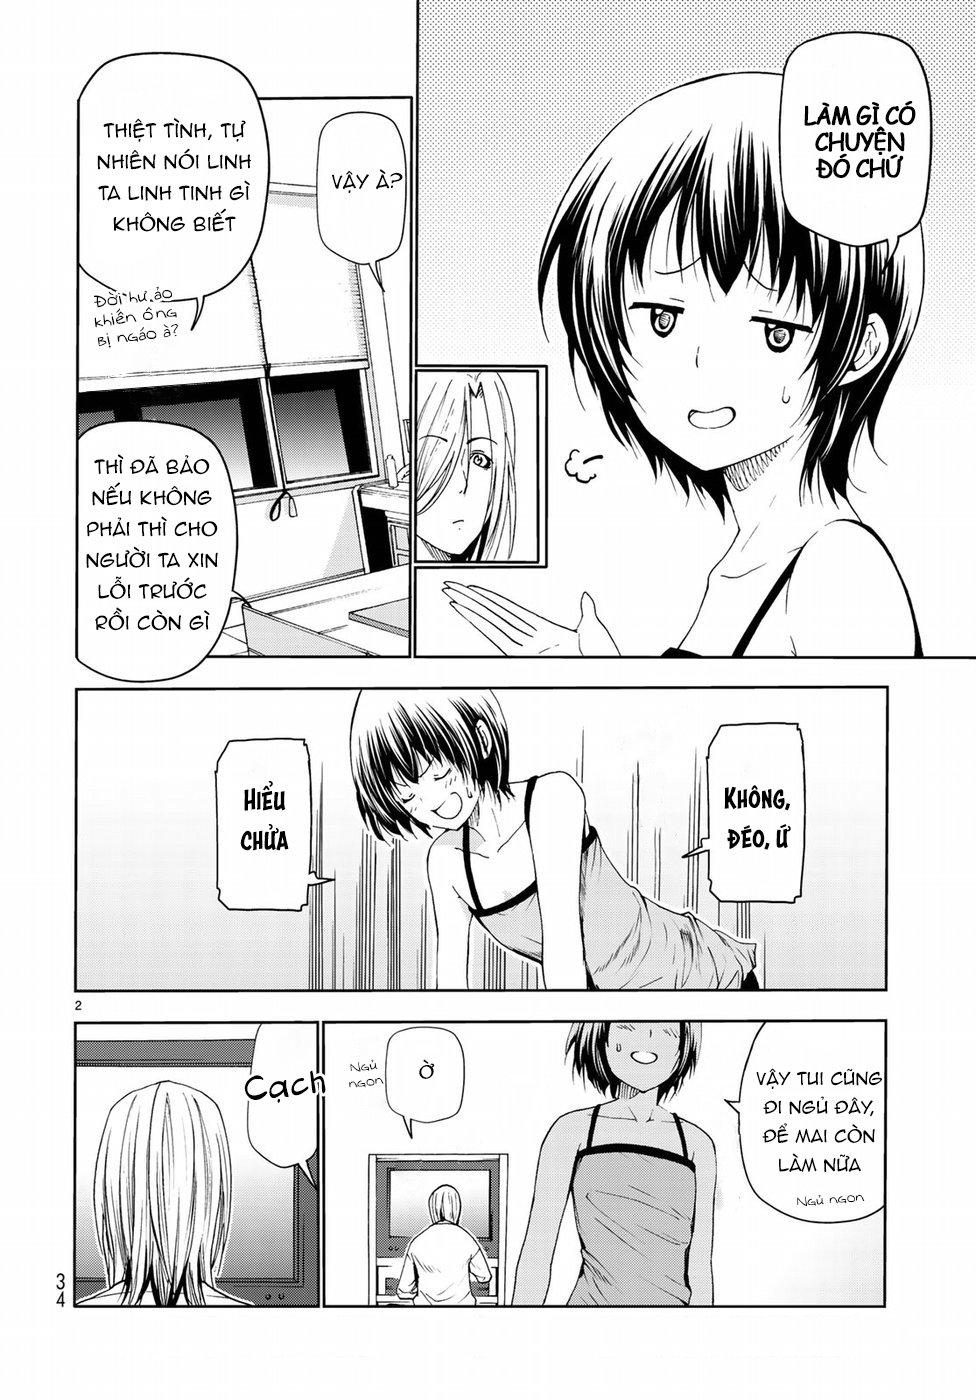 LÀM GÌ CÓ
CHUYỆN
ĐÓ CHỨ
VẬY À?
THIỆT TÌNH, TỰ
NHIÊN NÓI LINH
TA LINH TINH GÌ
KHÔNG BIẾT
Đời hư ảo
khiến ông
bị ngáo à?
THÌ ĐÃ BẢO
NẾU KHÔNG
PHẢI THÌ CHO
NGƯỜI TA XIN
LỖI TRƯỚC
RỒI CÒN GÌ
KHÔNG,
ĐÉO, Ứ
HIỂU
CHỬA
2
VẬY TUI CŨNG
ĐI NGỦ ĐÂY,
ĐỂ MAI CÒN
LÀM NỮA
Ngủ ngon
Ờ
Ngủ
ngon
Cạch
34